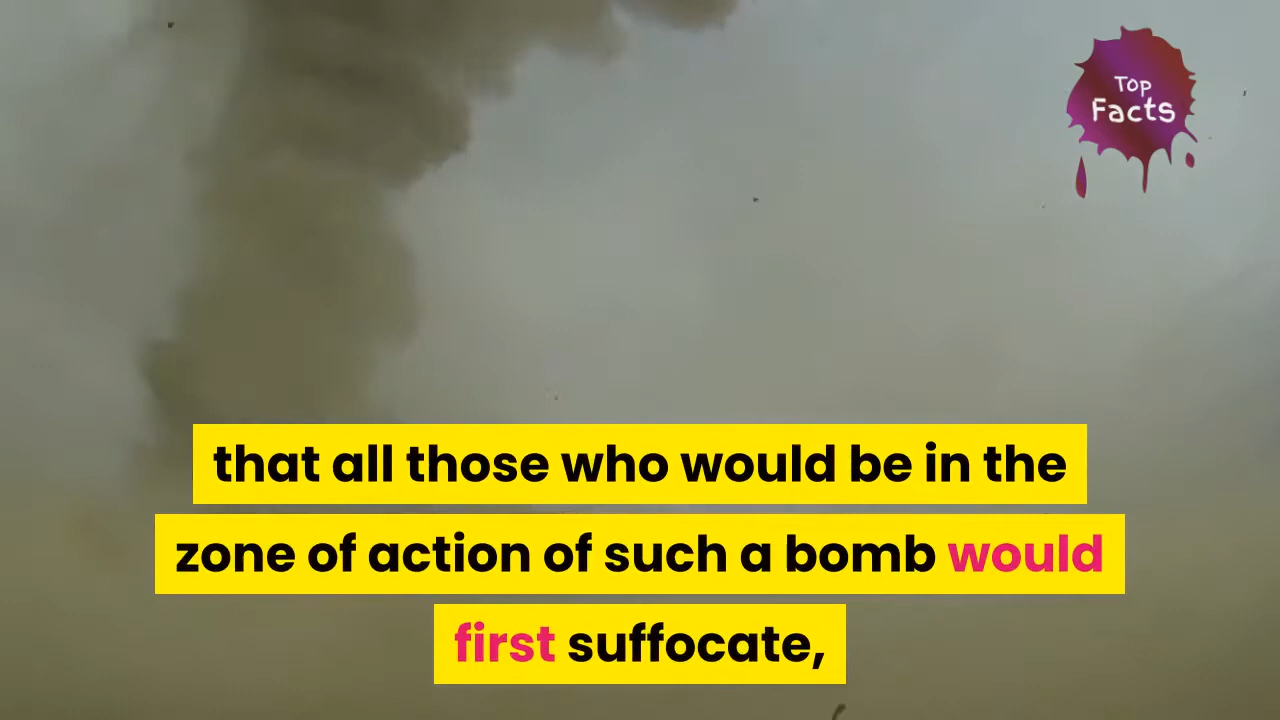 Top
Facts
that all those who would be in the
zone of action of such a bomb would
first suffocate,